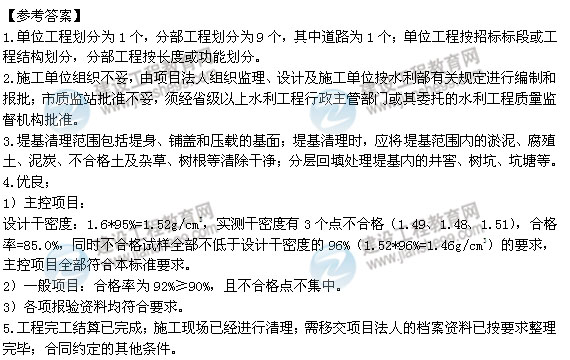 【参考答案】
1.单位工程划分为1个，分部工程划分为9个，其中道路为1个；单位工程按招标标段或工
程结构划分，分部工程按长度或功能划分。
2.施工单位组织不妥，由项目法人组织监理、设计及施工单位按水利部有关规定进行编制和
报批；市质监站批准不妥，须经省级以上水利工程行政主管部门或其委托的水利工程质量监
督机构批准。
3.堤基清理范围包括堤身、铺盖和压载的基面；堤基清理时，应将堤基范围内的淤泥、腐殖
土、泥炭、不合格土及杂草、树根等清除干净；分层回填处理堤基内的井窖、树坑、坑塘等。
4.优良；
1）主控项目：
设计干密度：1.6*95%=1.52g/cm³，实测干密度有3个点不合格（1.49、1.48、1.51），合格
率=85.0%，同时不合格试样全部不低于设计干密度的96%（1.52*96%=1.46g/cm³）的要求，
主控项目全部符合本标准要求。
2）一般项目：合格率为92%≥90%，且不合格点不集中。
3）各项报验资料均符合要求。
5.工程完工结算已完成；施工现场已经进行清理；需移交项目法人的档案资料已按要求整理
完毕；合同约定的其他条件。
建设工程教育网